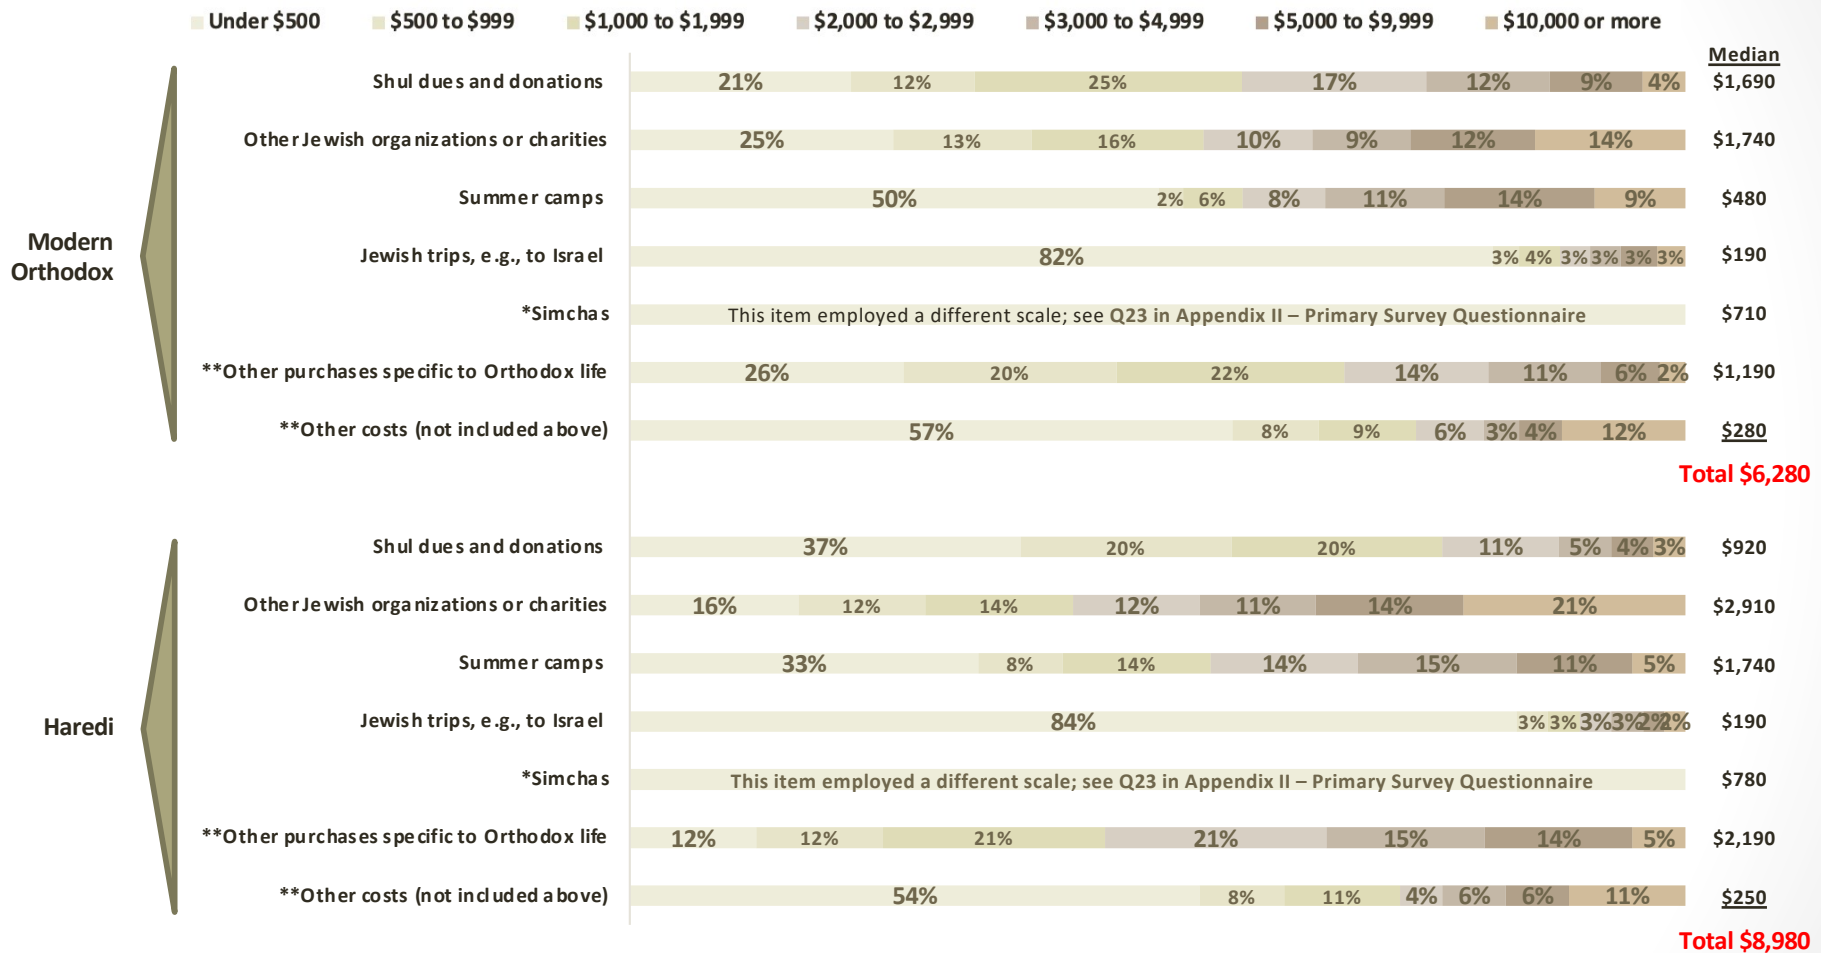 Under $500 $500 to $999 $1,000 to $1,999 $2,000 to $2,999 $3,000 to $4,999 $5,000 to $9,999 $10,000 or more
Median
Modern
Orthodox
Shul dues and donations 21% 12% 25% 17% 12% 9% 4% $1,690
Other Jewish organizations or charities 25% 13% 16% 10% 9% 12% 14% $1,740
Summer camps 50% 2% 6% 8% 11% 14% 9% $480
Jewish trips, e.g., to Israel 82% 3% 4% 3% 3% 3% 3% $190
*Simchas This item employed a different scale; see Q23 in Appendix II – Primary Survey Questionnaire $710
**Other purchases specific to Orthodox life 26% 20% 22% 14% 11% 6% 2% $1,190
**Other costs (not included above) 57% 8% 9% 6% 3% 4% 12% $280
Total $6,280
Haredi
Shul dues and donations 37% 20% 20% 11% 5% 4% 3% $920
Other Jewish organizations or charities 16% 12% 14% 12% 11% 14% 21% $2,910
Summer camps 33% 8% 14% 14% 15% 11% 5% $1,740
Jewish trips, e.g., to Israel 84% 3% 3% 3% 3% 2% 2% $190
*Simchas This item employed a different scale; see Q23 in Appendix II – Primary Survey Questionnaire $780
**Other purchases specific to Orthodox life 12% 12% 21% 21% 15% 14% 5% $2,190
**Other costs (not included above) 54% 8% 11% 4% 6% 6% 11% $250
Total $8,980